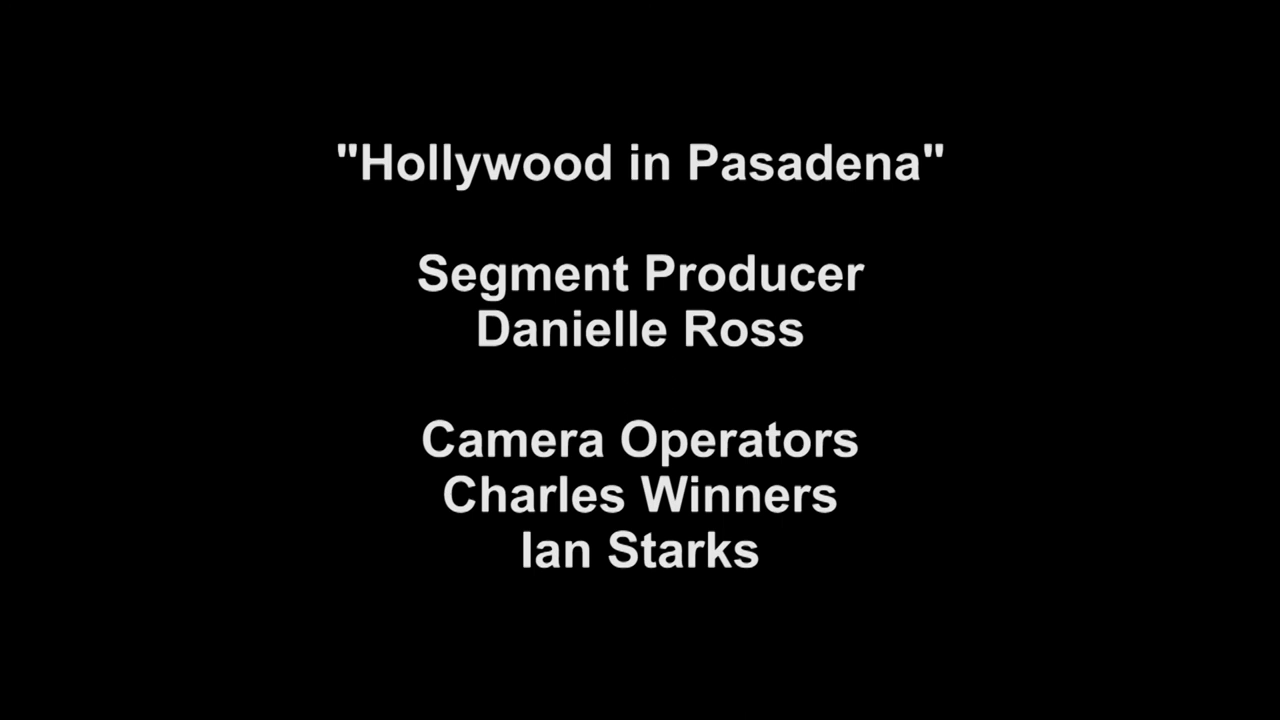 "Hollywood in Pasadena"
Segment Producer
Danielle Ross
Camera Operators
Charles Winners
Ian Starks